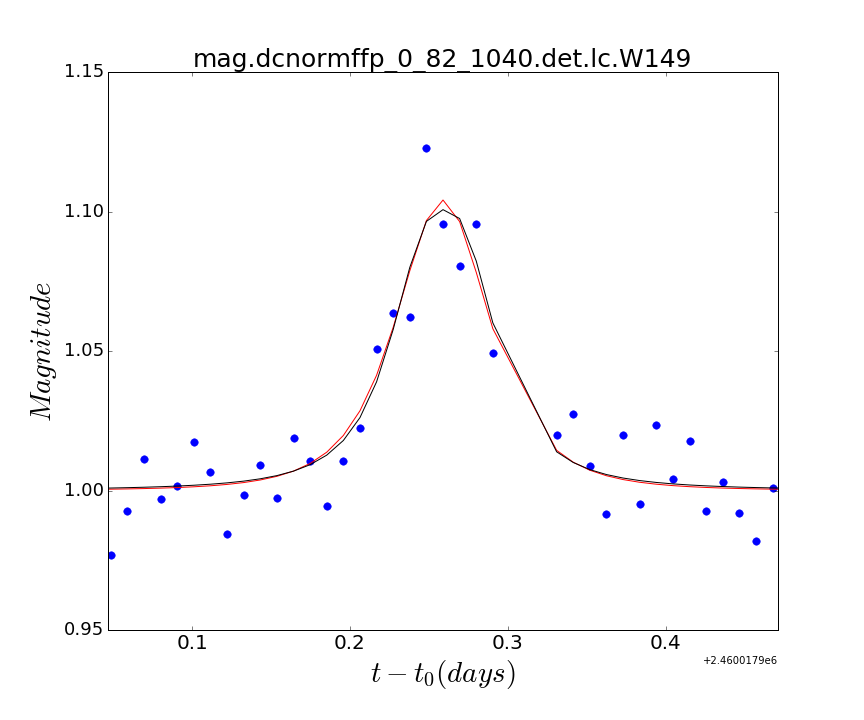 mag.dcnormffp_0_82_1040.det.lc.W149
1.15
1.10
1.05
1.00
0.95
Magnitude
0.1 0.2 0.3 0.4
+2.4600179e6
t − t₀(days)